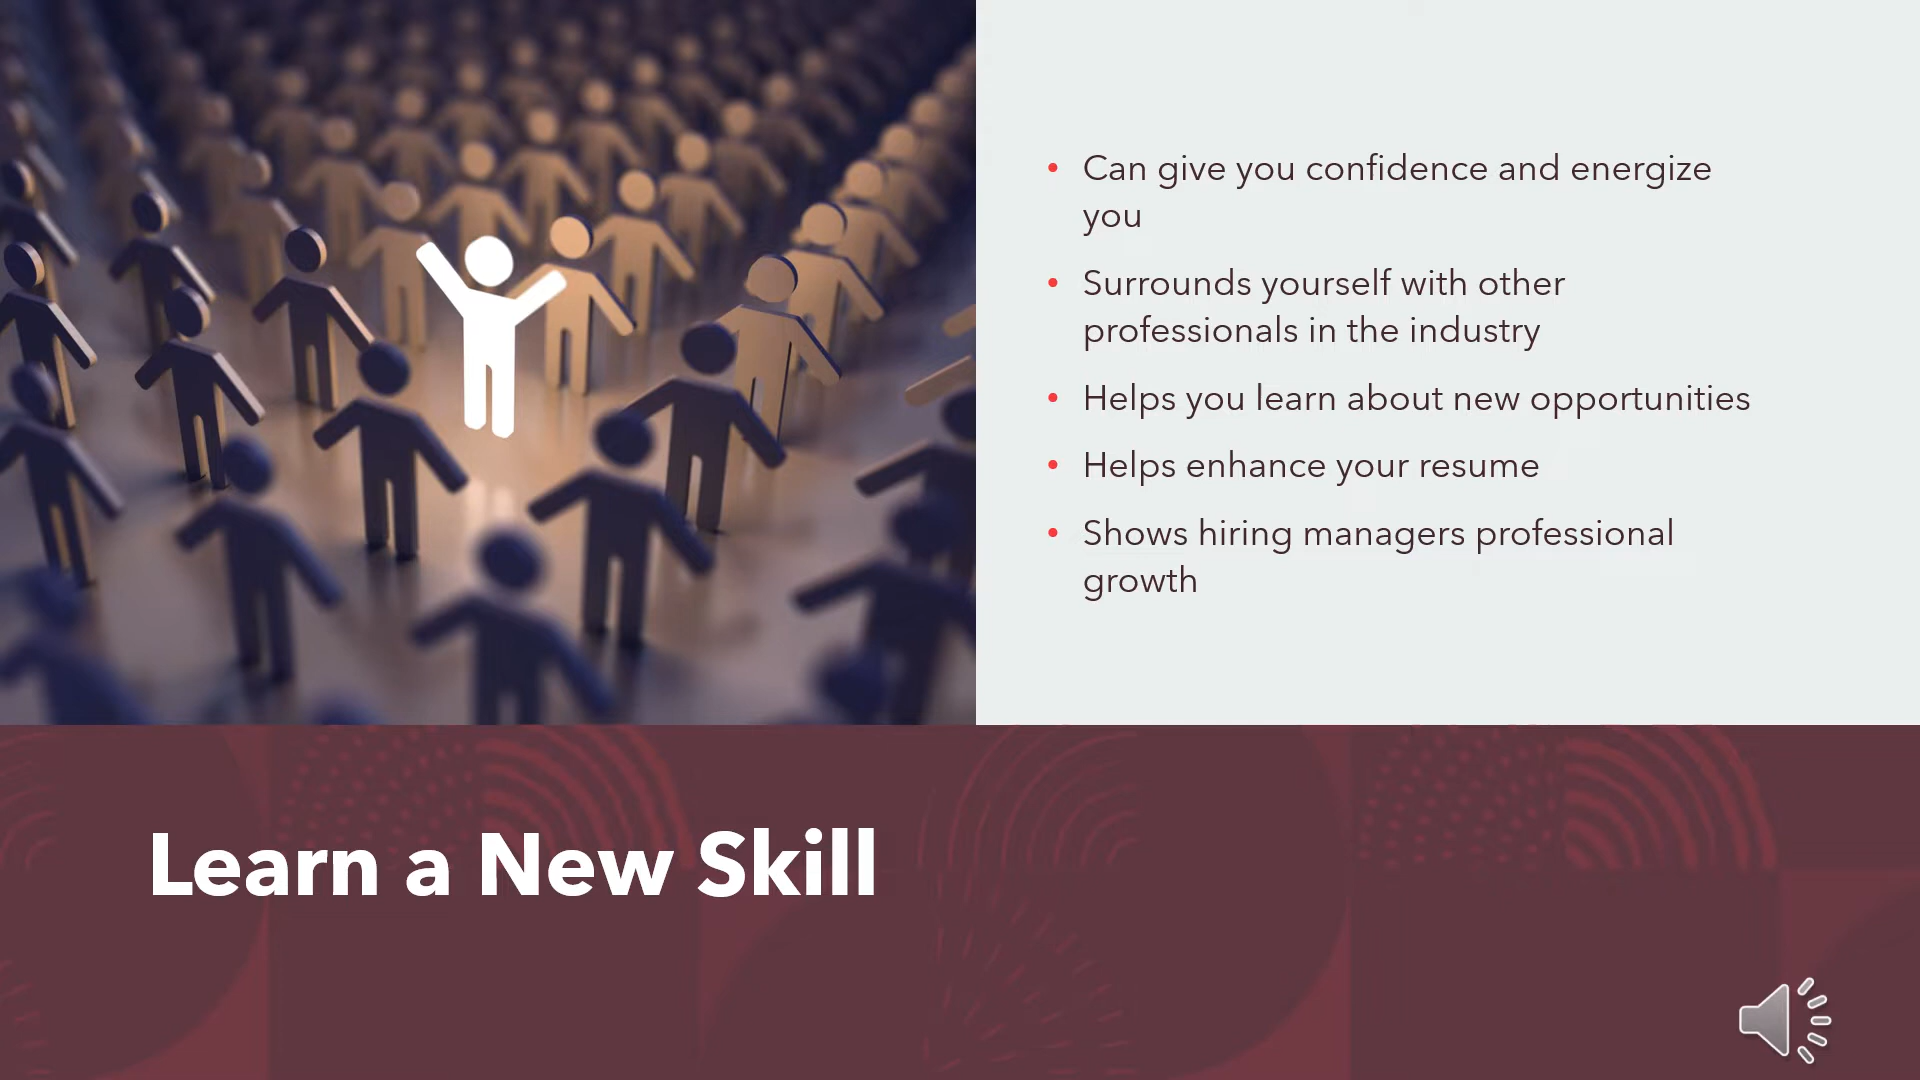 Can give you confidence and energize
you
Surrounds yourself with other
professionals in the industry
Helps you learn about new opportunities
Helps enhance your resume
Shows hiring managers professional
growth
Learn a New Skill